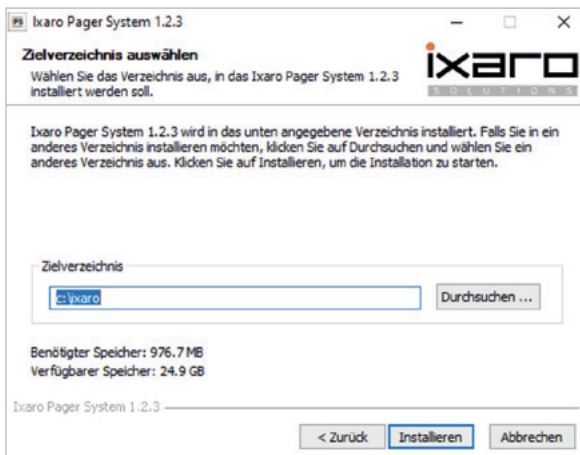 Ixaro Pager System 1.2.3
Zielverzeichnis auswählen
Wählen Sie das Verzeichnis aus, in das Ixaro Pager System 1.2.3
installiert werden soll.
ixaro
SOLUTIONS
Ixaro Pager System 1.2.3 wird in das unten angegebene Verzeichnis installiert. Falls Sie in ein
anderes Verzeichnis installieren möchten, klicken Sie auf Durchsuchen und wählen Sie ein
anderes Verzeichnis aus. Klicken Sie auf Installieren, um die Installation zu starten.
Zielverzeichnis
c:\ixaro
Durchsuchen ...
Benötigter Speicher: 976.7 MB
Verfügbarer Speicher: 24.9 GB
Ixaro Pager System 1.2.3
< Zurück
Installieren
Abbrechen